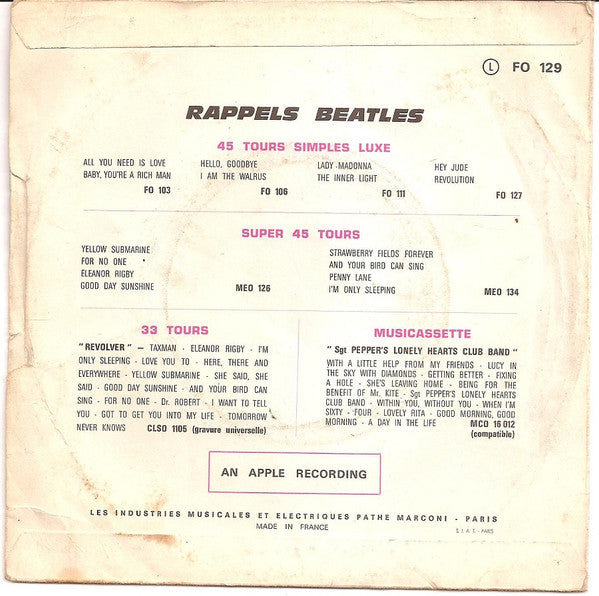 Ⓛ FO 129
RAPPELS BEATLES
45 TOURS SIMPLES LUXE
ALL YOU NEED IS LOVE
BABY, YOU'RE A RICH MAN
FO 103
HELLO, GOODBYE
I AM THE WALRUS
FO 106
LADY MADONNA
THE INNER LIGHT
FO 111
HEY JUDE
REVOLUTION
FO 127
SUPER 45 TOURS
YELLOW SUBMARINE
FOR NO ONE
ELEANOR RIGBY
GOOD DAY SUNSHINE
MEO 126
STRAWBERRY FIELDS FOREVER
AND YOUR BIRD CAN SING
PENNY LANE
I'M ONLY SLEEPING
MEO 134
33 TOURS
"REVOLVER" - TAXMAN - ELEANOR RIGBY - I'M
ONLY SLEEPING - LOVE YOU TO - HERE, THERE AND
EVERYWHERE - YELLOW SUBMARINE - SHE SAID, SHE
SAID - GOOD DAY SUNSHINE - AND YOUR BIRD CAN
SING - FOR NO ONE - Dr. ROBERT - I WANT TO TELL
YOU - GOT TO GET YOU INTO MY LIFE - TOMORROW
NEVER KNOWS CLSO 1105 (gravure universelle)
MUSICASSETTE
"Sgt PEPPER'S LONELY HEARTS CLUB BAND"
WITH A LITTLE HELP FROM MY FRIENDS - LUCY IN
THE SKY WITH DIAMONDS - GETTING BETTER - FIXING
A HOLE - SHE'S LEAVING HOME - BEING FOR THE
BENEFIT OF Mr. KITE - Sgt PEPPER'S LONELY HEARTS
CLUB BAND - WITHIN YOU, WITHOUT YOU - WHEN I'M
SIXTY - FOUR - LOVELY RITA - GOOD MORNING, GOOD
MORNING - A DAY IN THE LIFE MCO 16 012
(compatible)
AN APPLE RECORDING
LES INDUSTRIES MUSICALES ET ELECTRIQUES PATHE MARCONI - PARIS
MADE IN FRANCE